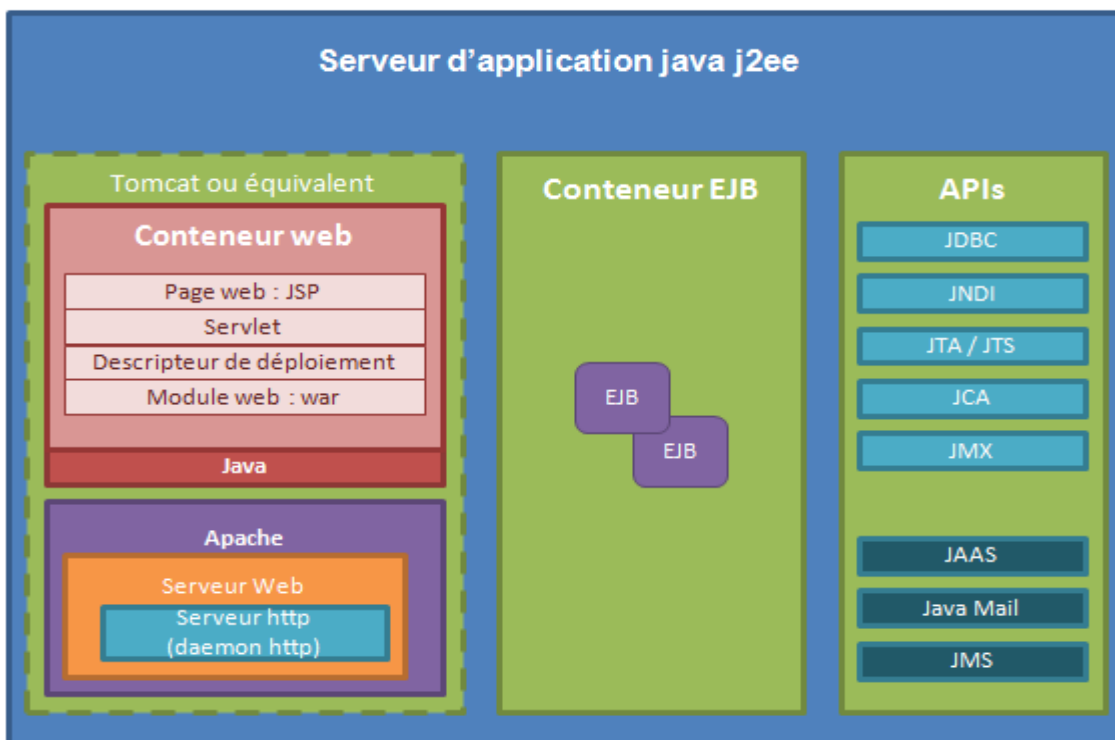 Serveur d'application java j2ee
Tomcat ou équivalent
Conteneur web
Page web : JSP
Servlet
Descripteur de déploiement
Module web : war
Java
Apache
Serveur Web
Serveur http
(daemon http)
Conteneur EJB
EJB
EJB
APIs
JDBC
JNDI
JTA / JTS
JCA
JMX
JAAS
Java Mail
JMS